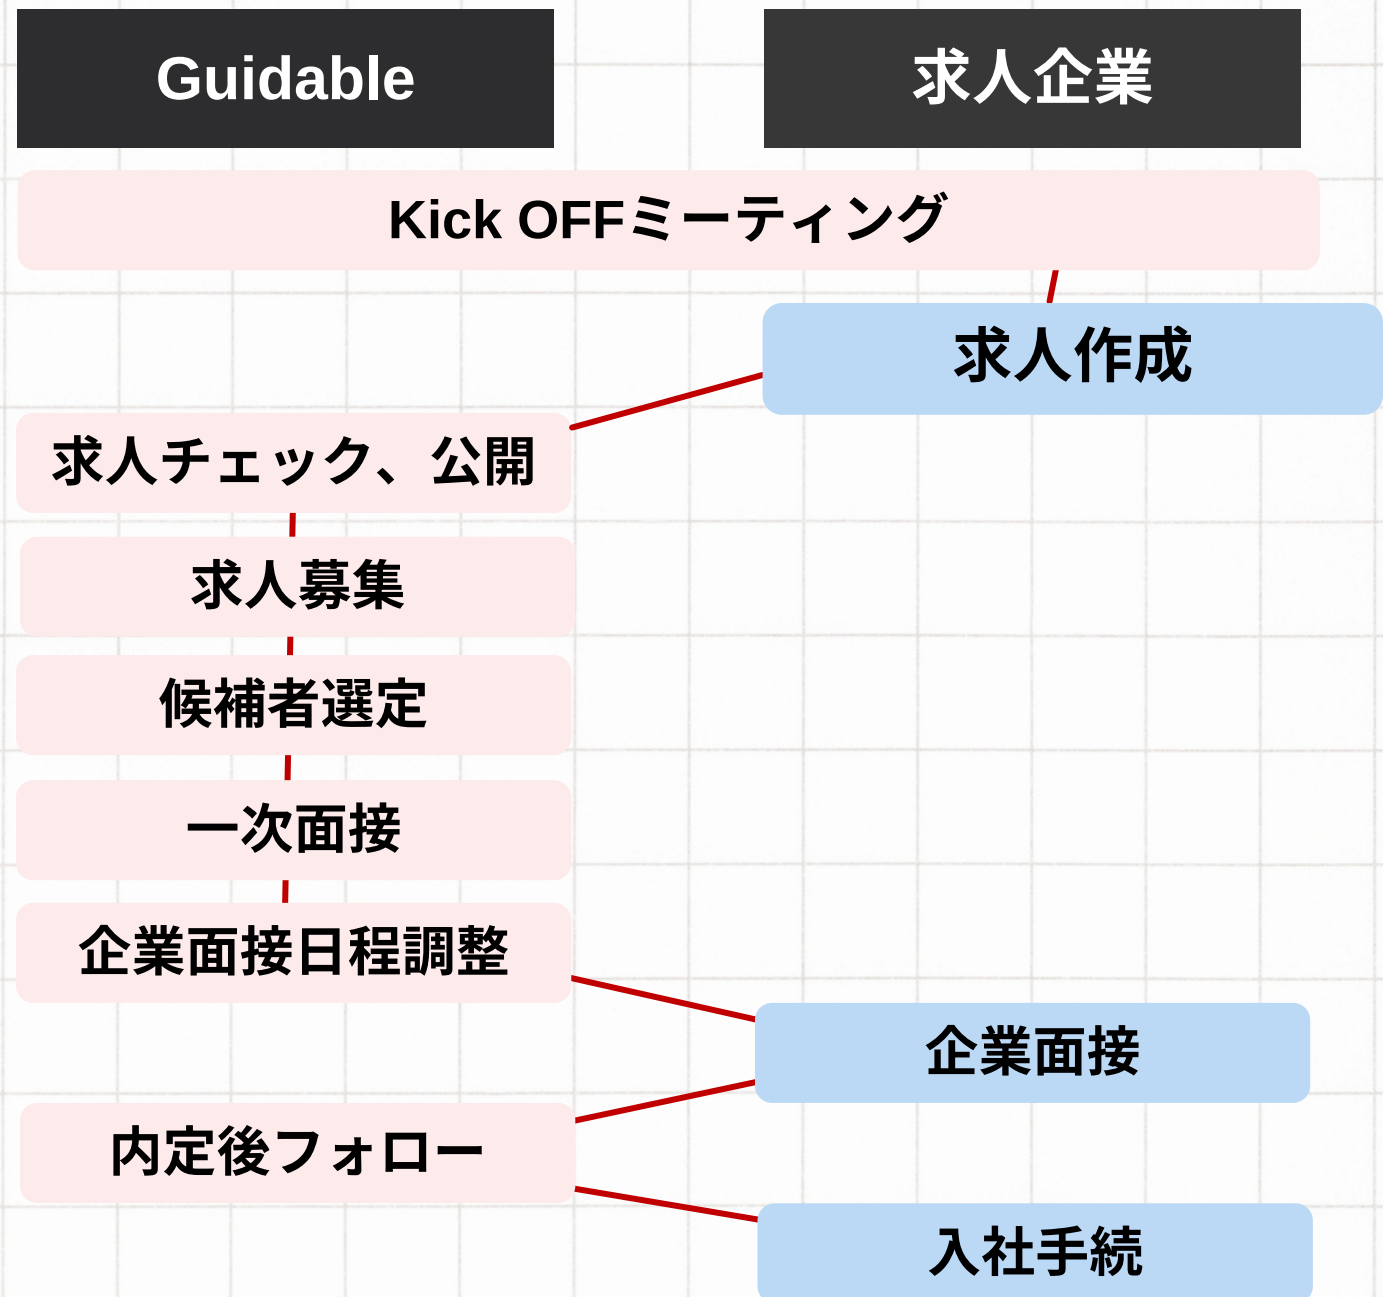 Guidable
求人企業
Kick OFFミーティング
求人作成
求人チェック、公開
求人募集
候補者選定
一次面接
企業面接日程調整
企業面接
内定後フォロー
入社手続